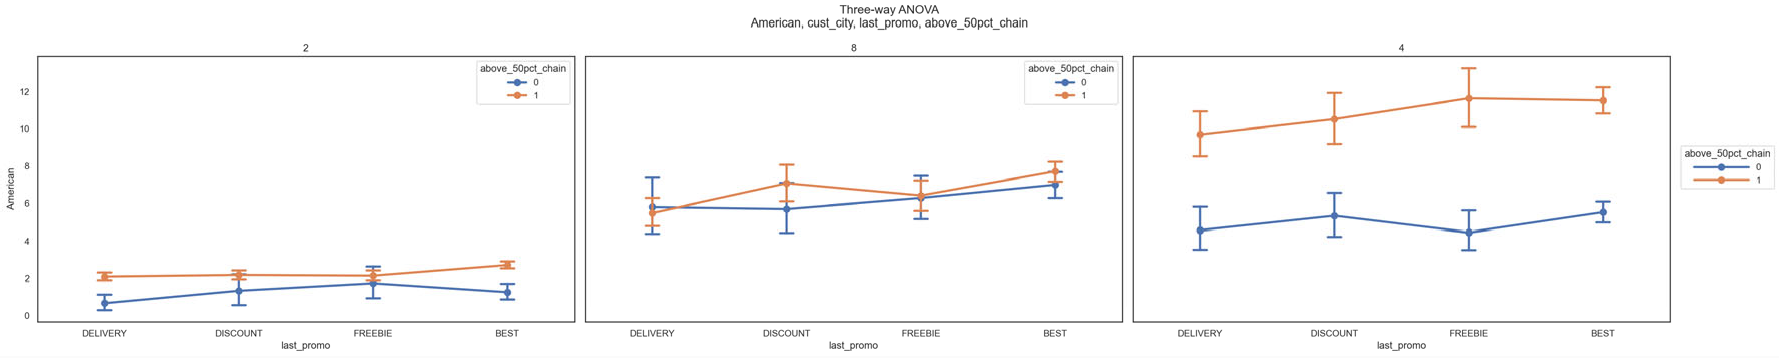 Three-way ANOVA
American, cust_city, last_promo, above_50pct_chain
2
8
4
American
12
10
8
6
4
2
0
above_50pct_chain
0
1
above_50pct_chain
0
1
above_50pct_chain
0
1
DELIVERY DISCOUNT FREEBIE BEST
last_promo
DELIVERY DISCOUNT FREEBIE BEST
last_promo
DELIVERY DISCOUNT FREEBIE BEST
last_promo